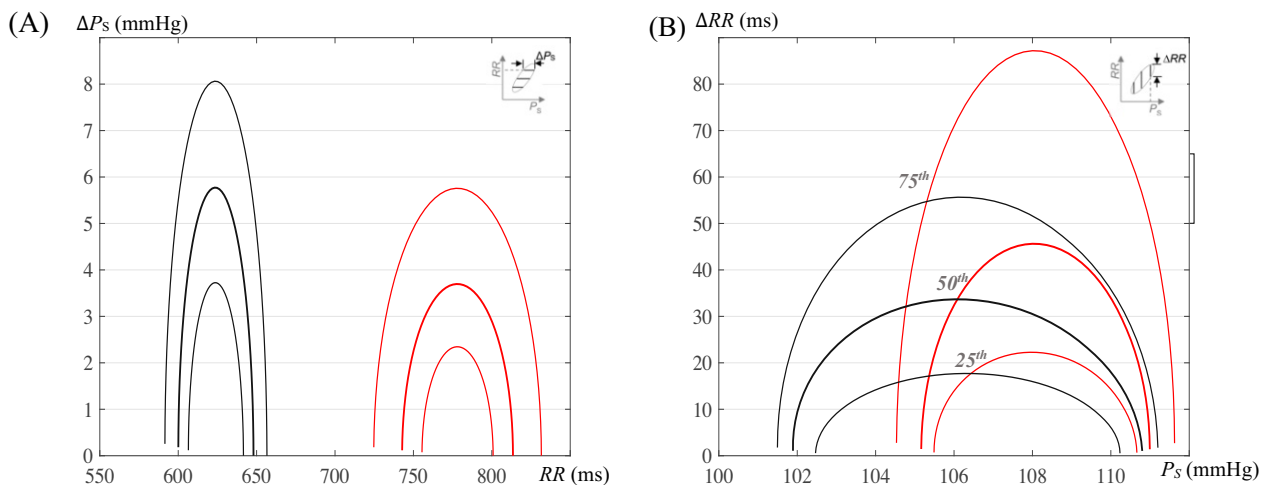 (A)
ΔPs (mmHg)
8
7
6
5
4
3
2
1
0
550
600
650
700
750
800
RR (ms)
RR
ΔPs
Ps
(B)
ΔRR (ms)
90
80
70
60
50
40
30
20
10
0
100
102
104
106
108
110
Ps (mmHg)
RR
ΔRR
Ps
75th
50th
25th